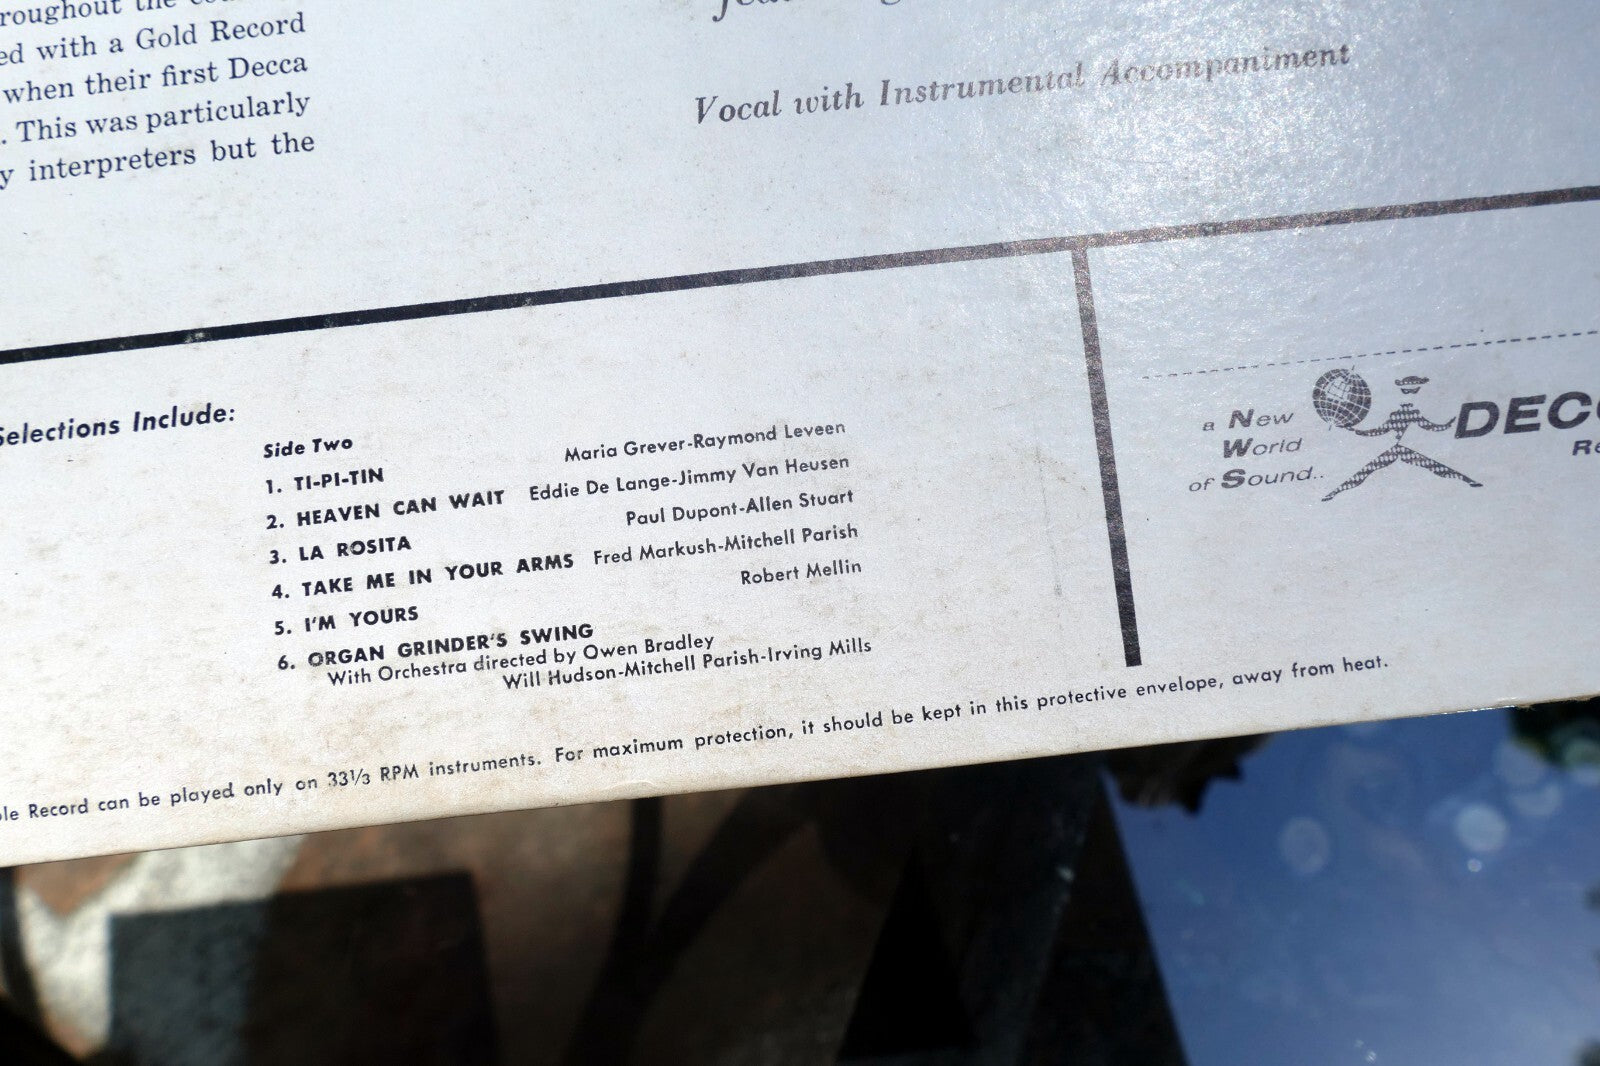 throughout the
with a Gold Record
when their first Decca
. This was particularly
interpreters but the
Vocal with Instrumental Accompaniment
Selections Include:
Side Two
1. TI-PI-TIN Maria Grever-Raymond Leveen
2. HEAVEN CAN WAIT Eddie De Lange-Jimmy Van Heusen
3. LA ROSITA Paul Dupont-Allen Stuart
4. TAKE ME IN YOUR ARMS Fred Markush-Mitchell Parish
5. I'M YOURS Robert Mellin
6. ORGAN GRINDER'S SWING
With Orchestra directed by Owen Bradley
Will Hudson-Mitchell Parish-Irving Mills
a New
World
of Sound..
DECC
Re
Record can be played only on 33⅓ RPM instruments. For maximum protection, it should be kept in this protective envelope, away from heat.